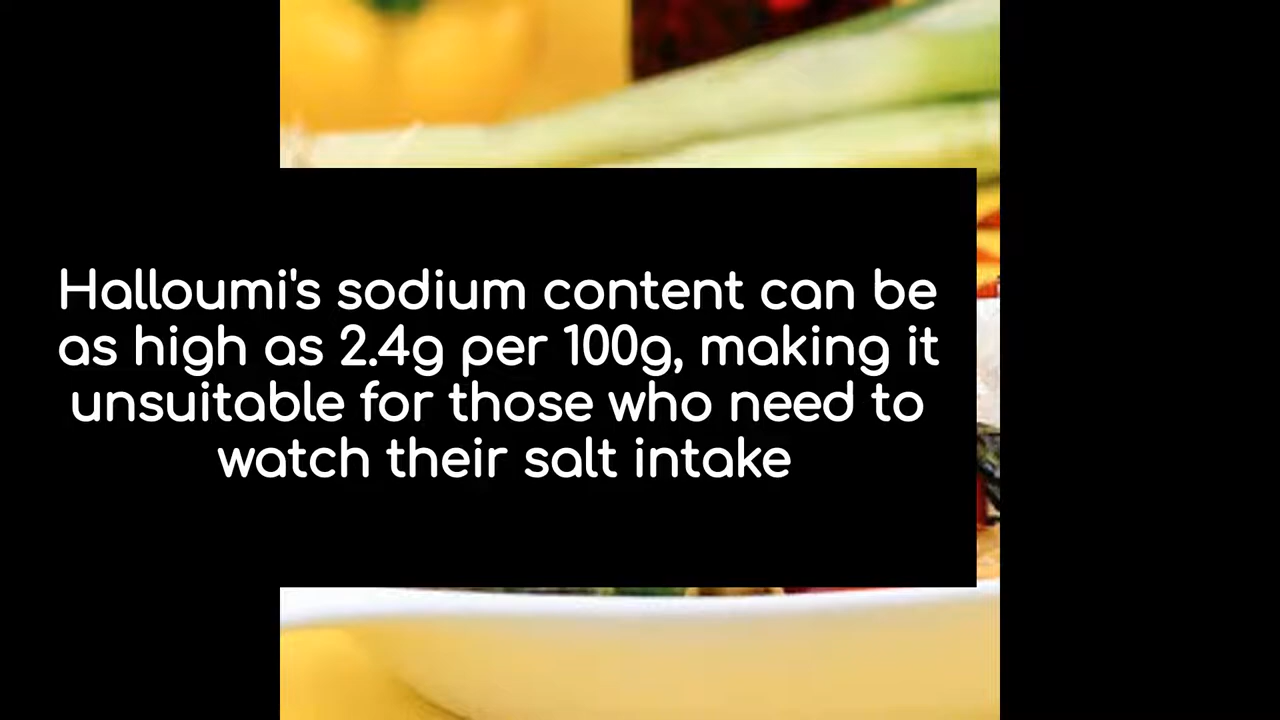 Halloumi's sodium content can be
as high as 2.4g per 100g, making it
unsuitable for those who need to
watch their salt intake